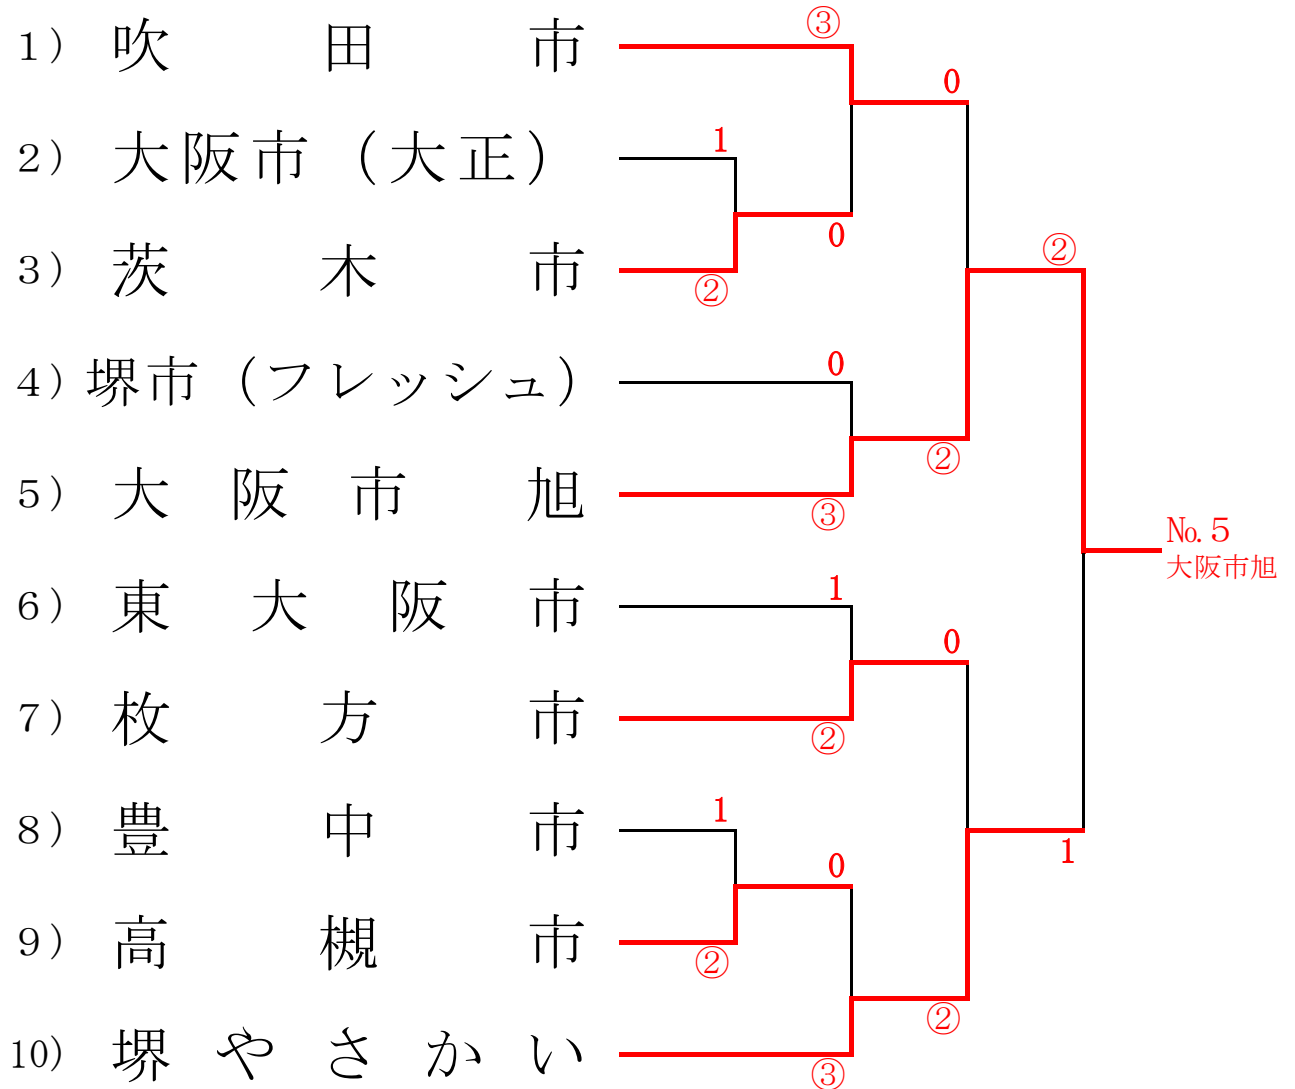 ③
1）吹田市
0
1
2）大阪市（大正）
0
②
3）茨木市
②
0
4）堺市（フレッシュ）
②
5）大阪市旭
③
№.5
大阪市旭
1
6）東大阪市
0
7）枚方市
②
1
8）豊中市
1
0
9）高槻市
②
②
10）堺やさかい
③